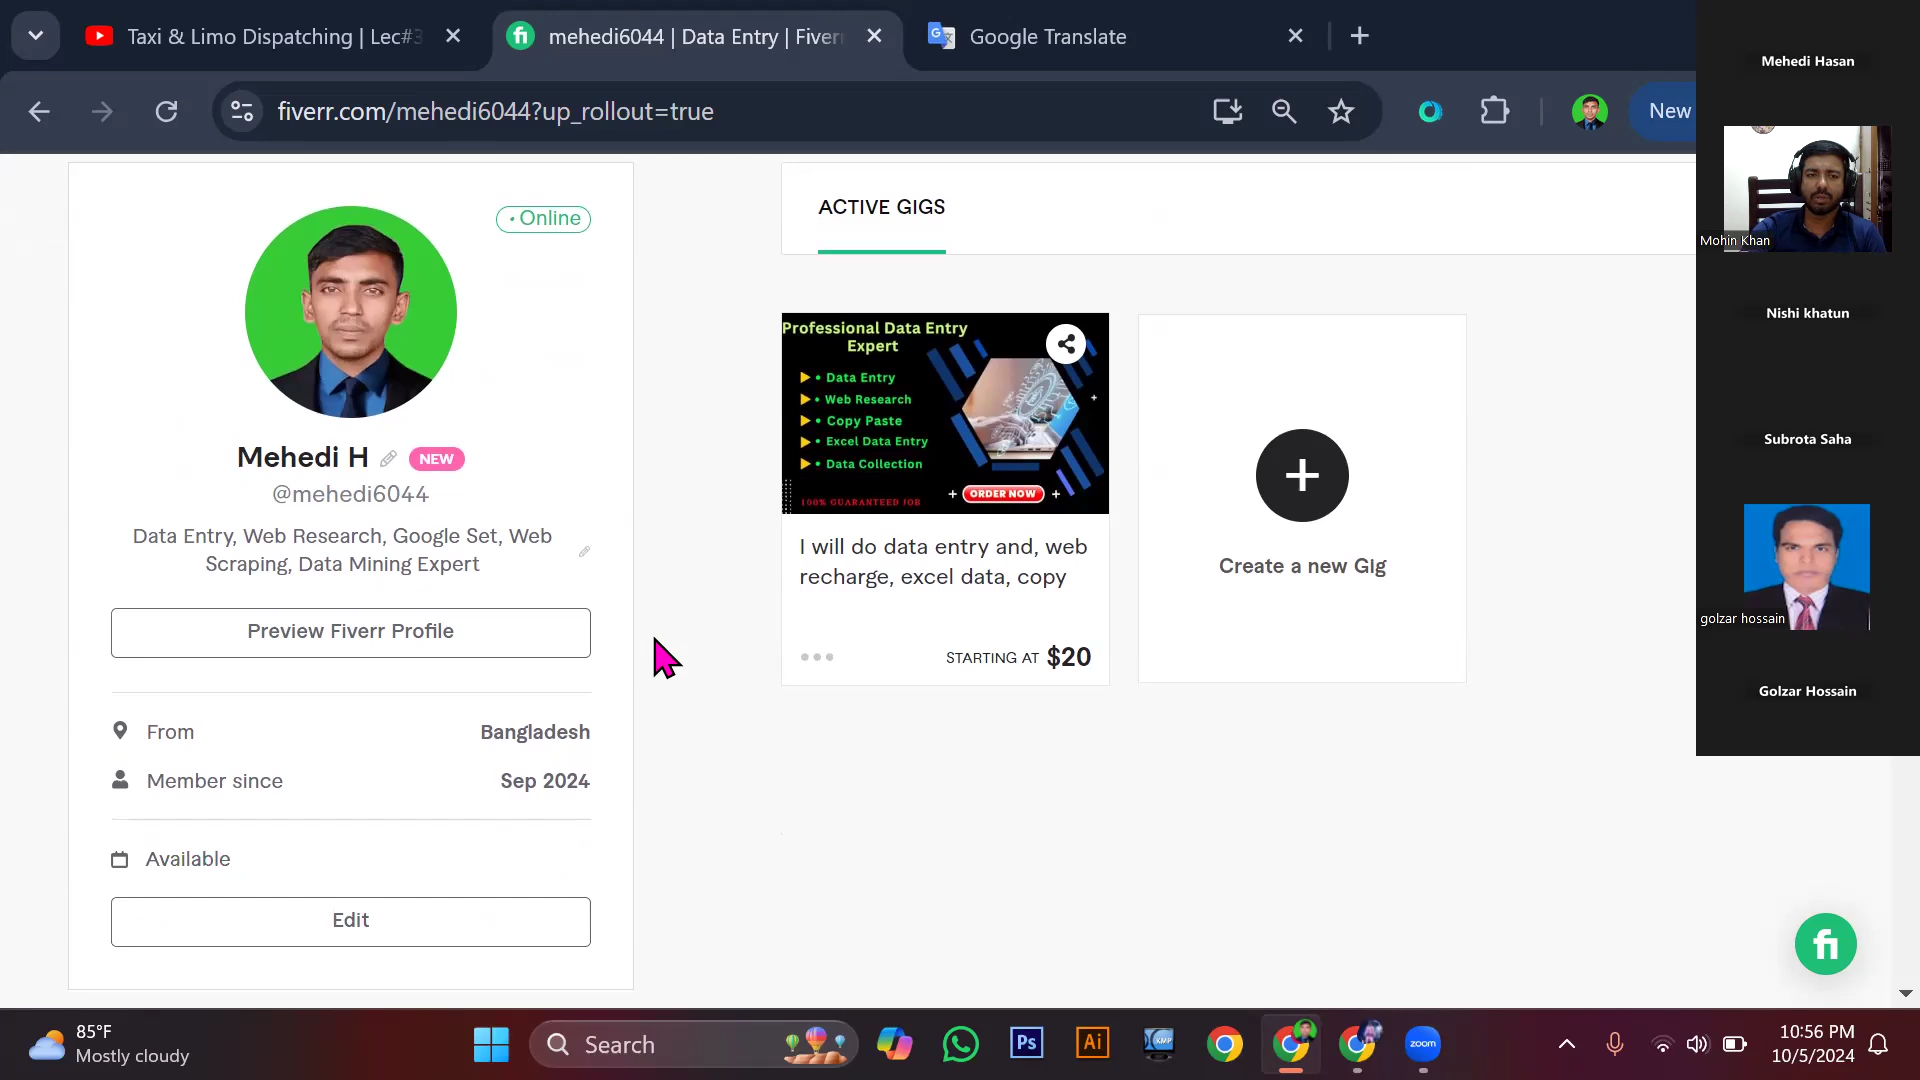 Taxi & Limo Dispatching | Lec#3
mehedi6044 | Data Entry | Fiverr
Google Translate
fiverr.com/mehedi6044?up_rollout=true
New
Mehedi Hasan
Mohin Khan
Nishi khatun
Subrota Saha
golzar hossain
Golzar Hossain
• Online
Mehedi H
NEW
@mehedi6044
Data Entry, Web Research, Google Set, Web
Scraping, Data Mining Expert
Preview Fiverr Profile
From
Bangladesh
Member since
Sep 2024
Available
Edit
ACTIVE GIGS
Professional Data Entry
Expert
• Data Entry
• Web Research
• Copy Paste
• Excel Data Entry
• Data Collection
100% GUARANTEED JOB
+ ORDER NOW +
I will do data entry and, web
recharge, excel data, copy
STARTING AT $20
Create a new Gig
fi
85°F
Mostly cloudy
Search
Ps
Ai
XMP
zoom
10:56 PM
10/5/2024